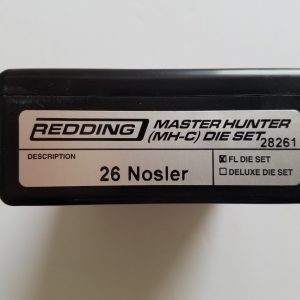 REDDING MASTER HUNTER
(MH-C) DIE SET
28261
DESCRIPTION
26 Nosler
☒ FL DIE SET
☐ DELUXE DIE SET